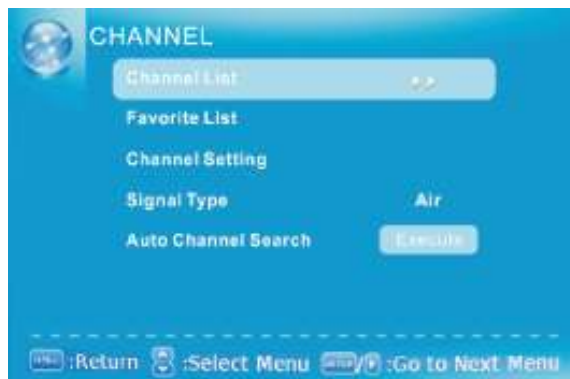 CHANNEL
Channel List >>
Favorite List
Channel Setting
Signal Type Air
Auto Channel Search Execute
:Return :Select Menu / :Go to Next Menu